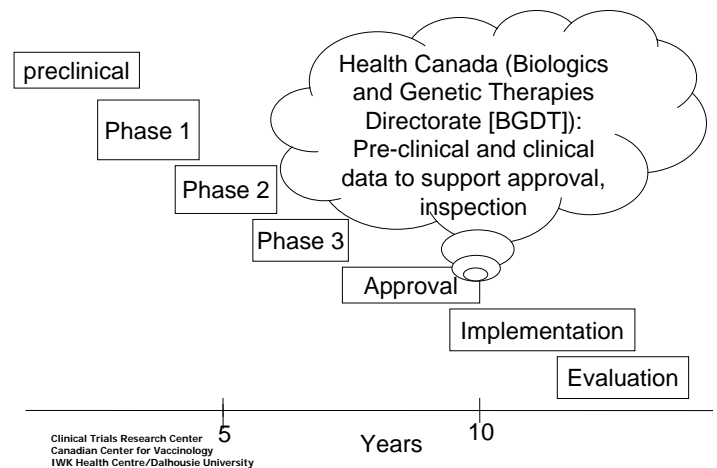 preclinical
Health Canada (Biologics
and Genetic Therapies
Directorate [BGDT]):
Pre-clinical and clinical
data to support approval,
inspection
Phase 1
Phase 2
Phase 3
Approval
Implementation
Evaluation
5
10
Years
Clinical Trials Research Center
Canadian Center for Vaccinology
IWK Health Centre/Dalhousie University